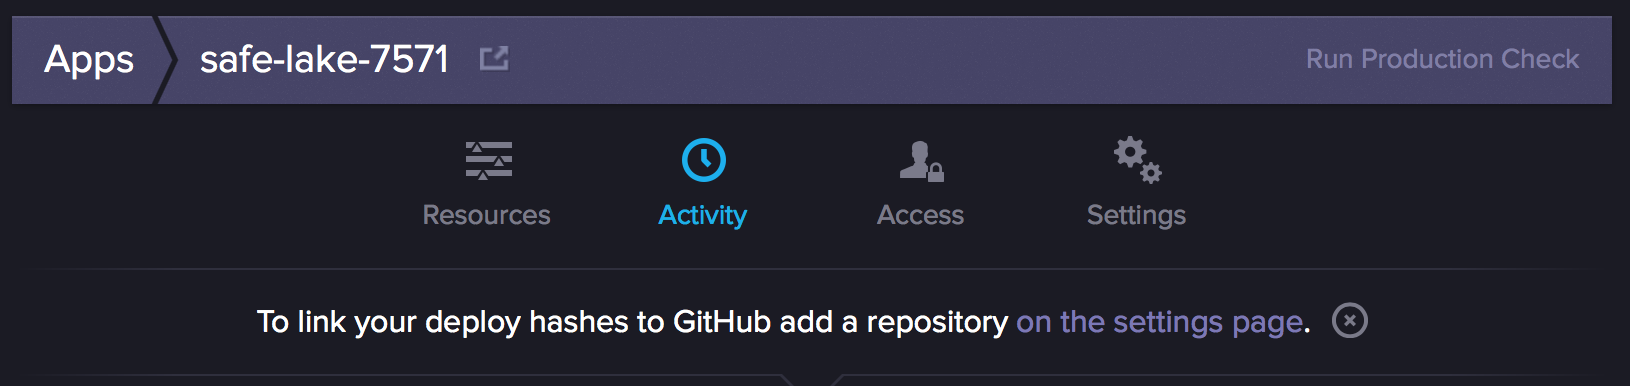 Apps safe-lake-7571 Run Production Check
Resources Activity Access Settings
To link your deploy hashes to GitHub add a repository on the settings page.